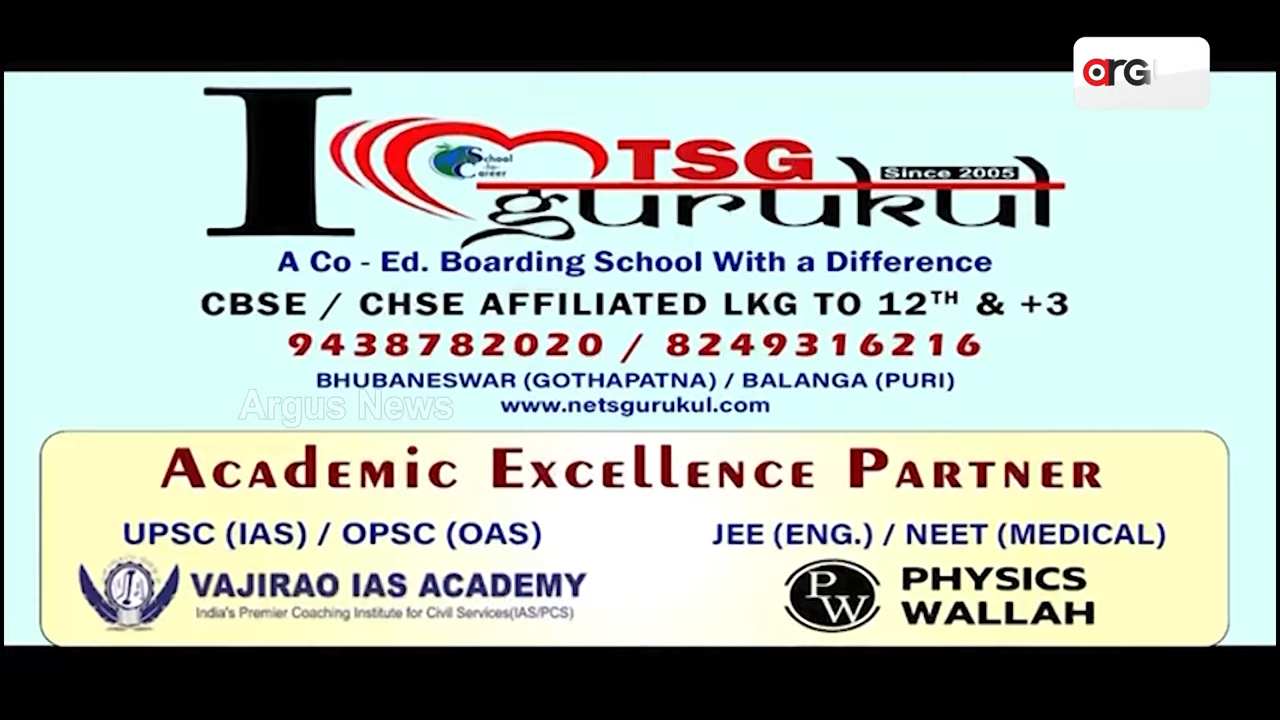 arG
I TSG
gurukul
Since 2005
School
-to-
Career
A Co - Ed. Boarding School With a Difference
CBSE / CHSE AFFILIATED LKG TO 12TH & +3
9438782020 / 8249316216
BHUBANESWAR (GOTHAPATNA) / BALANGA (PURI)
www.netsgurukul.com
Argus News
Academic Excellence Partner
UPSC (IAS) / OPSC (OAS)
VAJIRAO IAS ACADEMY
India's Premier Coaching Institute for Civil Services(IAS/PCS)
JEE (ENG.) / NEET (MEDICAL)
PW
PHYSICS
WALLAH